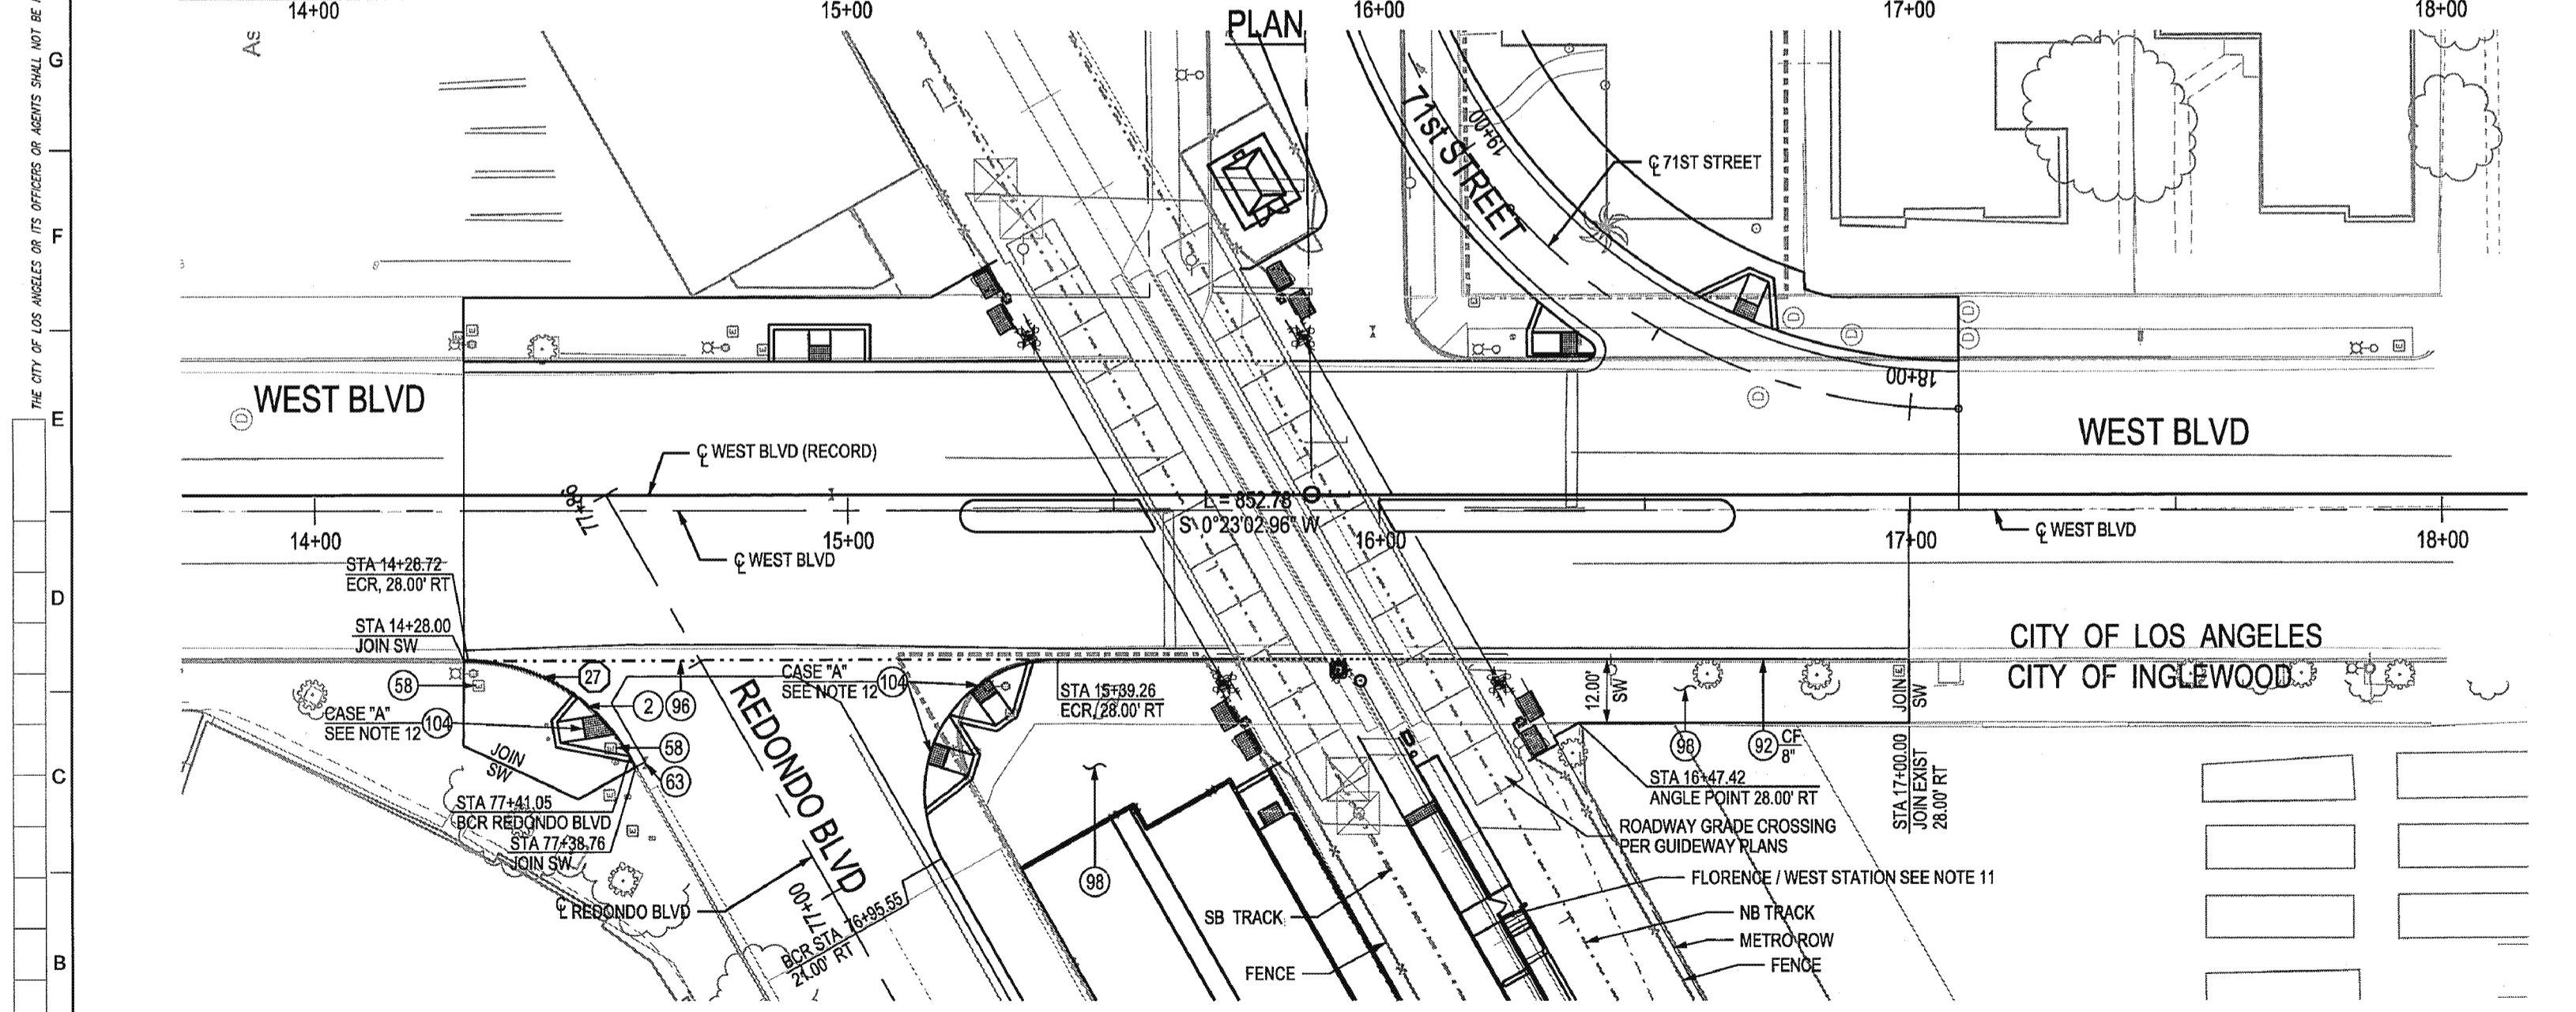 14+00
15+00
16+00
17+00
18+00
PLAN
THE CITY OF LOS ANGELES OR ITS OFFICERS OR AGENTS SHALL NOT BE
As
G
F
E
D
C
B
71st STREET
19+00
℄ 71ST STREET
18+00
WEST BLVD
WEST BLVD
℄ WEST BLVD (RECORD)
77+98
L = 852.78
S 0°23'02.96" W
℄ WEST BLVD
℄ WEST BLVD
14+00
15+00
16+00
17+00
18+00
STA 14+28.72
ECR, 28.00' RT
STA 14+28.00
JOIN SW
CITY OF LOS ANGELES
CITY OF INGLEWOOD
58
27
2
96
CASE "A"
SEE NOTE 12
104
CASE "A"
SEE NOTE 12
104
58
63
JOIN
SW
STA 77+41.05
BCR REDONDO BLVD
STA 77+38.76
JOIN SW
REDONDO BLVD
℄ REDONDO BLVD
77+00
BCR STA 76+95.55
21.00' RT
STA 15+39.26
ECR, 28.00' RT
98
12.00'
SW
98
92
CF
8"
JOIN
SW
STA 17+00.00
JOIN EXIST
28.00' RT
STA 16+47.42
ANGLE POINT 28.00' RT
ROADWAY GRADE CROSSING
PER GUIDEWAY PLANS
FLORENCE / WEST STATION SEE NOTE 11
SB TRACK
FENCE
NB TRACK
METRO ROW
FENCE